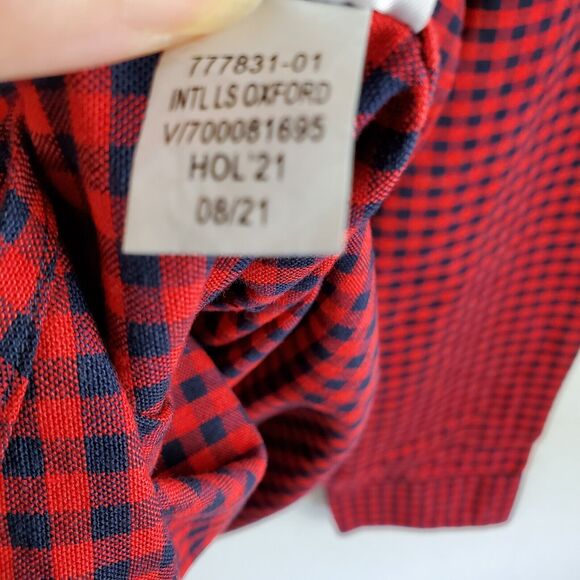 777831-01
INTL LS OXFORD
V/700081695
HOL'21
08/21